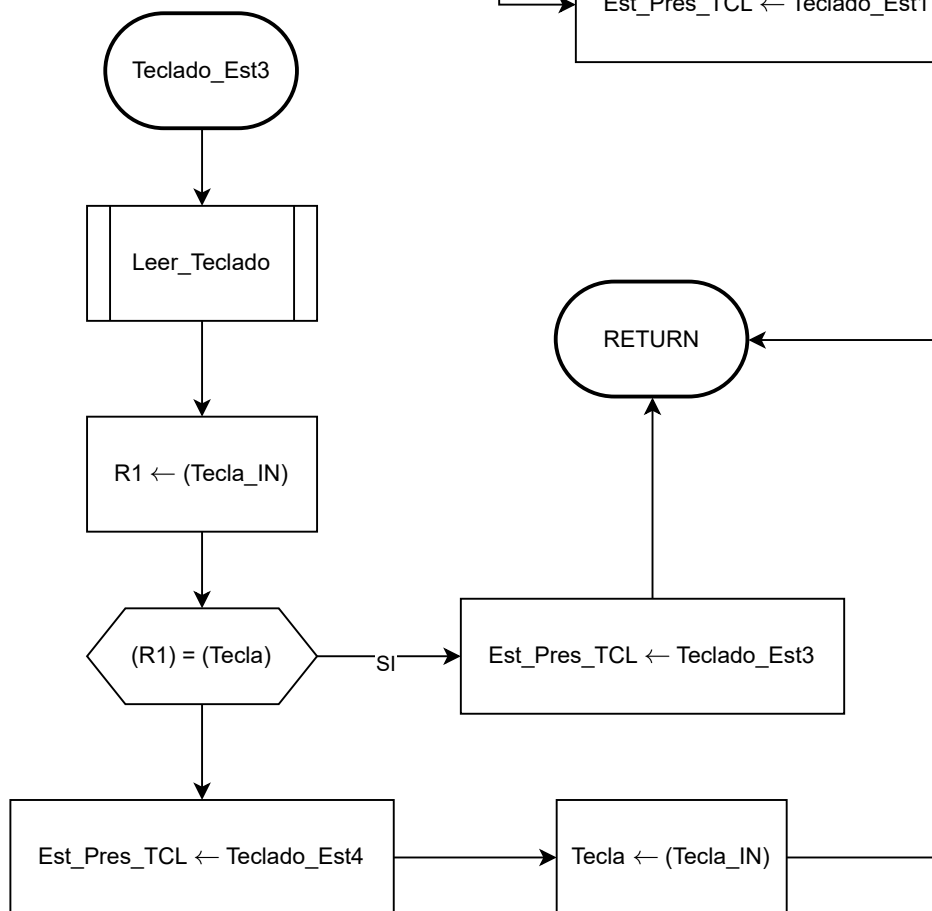 Est_Pres_TCL ← Teclado_Est1
Teclado_Est3
Leer_Teclado
RETURN
R1 ← (Tecla_IN)
(R1) = (Tecla)
SI
Est_Pres_TCL ← Teclado_Est3
Est_Pres_TCL ← Teclado_Est4
Tecla ← (Tecla_IN)